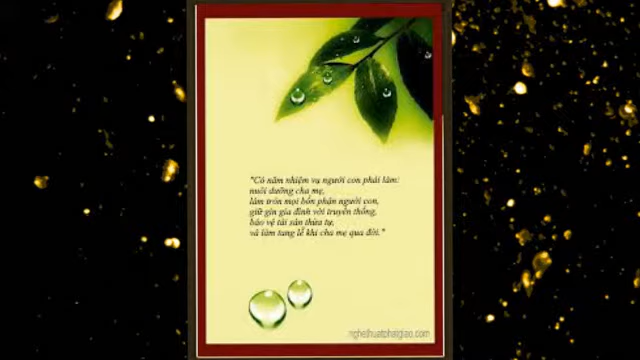 "Có năm nhiệm vụ người con phải làm:
nuôi dưỡng cha mẹ,
làm tròn mọi bổn phận người con,
giữ gìn gia đình với truyền thống,
bảo vệ tài sản thừa tự,
và làm tang lễ khi cha mẹ qua đời."
nghethuatphatgiao.com